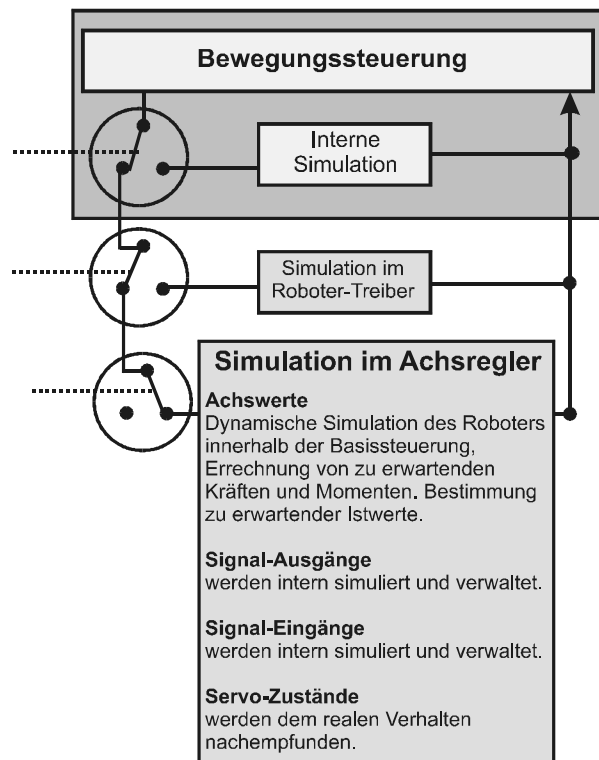 Bewegungssteuerung
Interne
Simulation
Simulation im
Roboter-Treiber
Simulation im Achsregler
Achswerte
Dynamische Simulation des Roboters
innerhalb der Basissteuerung,
Errechnung von zu erwartenden
Kräften und Momenten. Bestimmung
zu erwartender Istwerte.
Signal-Ausgänge
werden intern simuliert und verwaltet.
Signal-Eingänge
werden intern simuliert und verwaltet.
Servo-Zustände
werden dem realen Verhalten
nachempfunden.